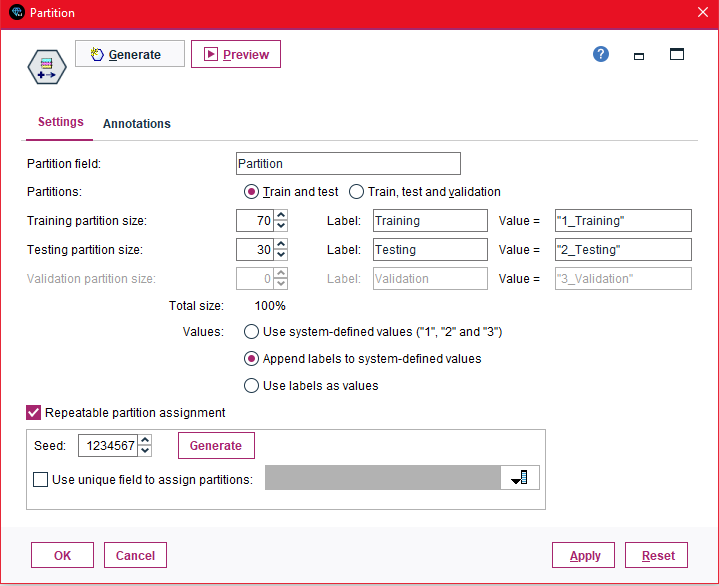 Partition
Generate Preview ?
Settings Annotations
Partition field: Partition
Partitions: Train and test Train, test and validation
Training partition size: 70 Label: Training Value = "1_Training"
Testing partition size: 30 Label: Testing Value = "2_Testing"
Validation partition size: 0 Label: Validation Value = "3_Validation"
Total size: 100%
Values: Use system-defined values ("1", "2" and "3")
Append labels to system-defined values
Use labels as values
Repeatable partition assignment
Seed: 1234567 Generate
Use unique field to assign partitions:
OK Cancel Apply Reset